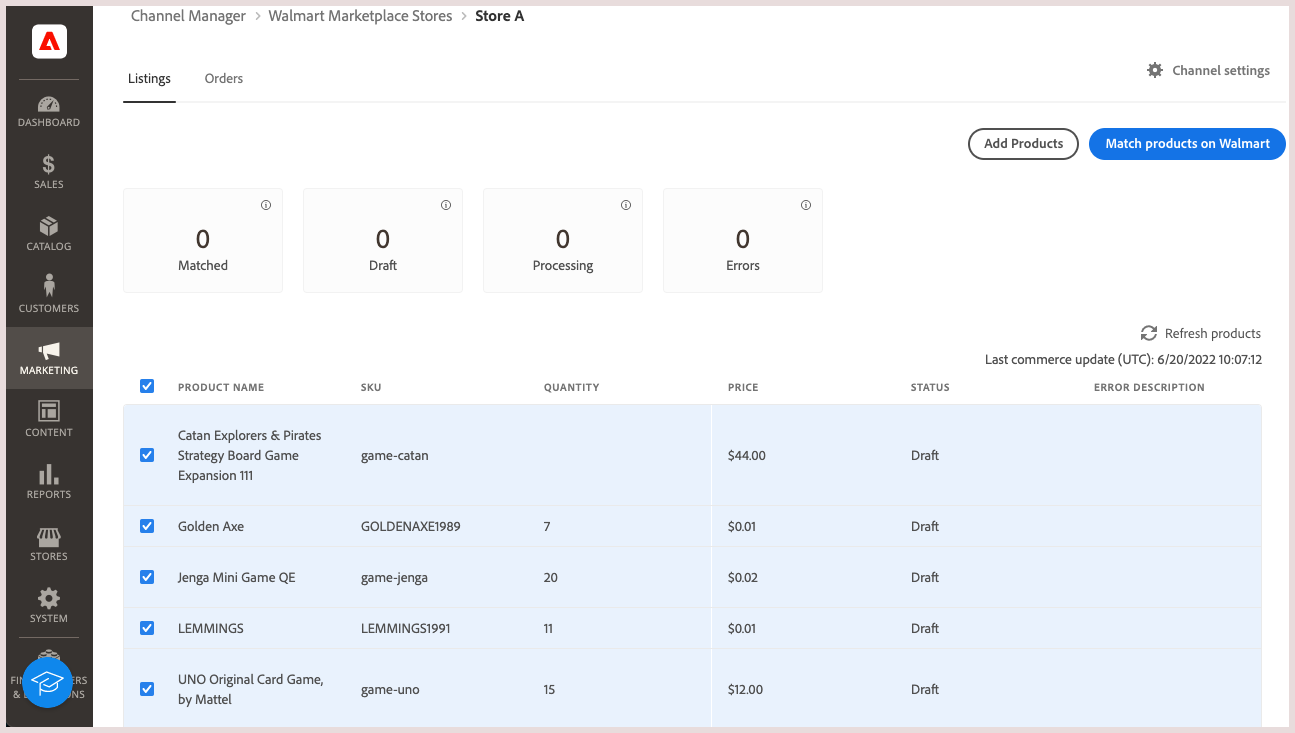 Channel Manager > Walmart Marketplace Stores > Store A
Listings
Orders
Channel settings
Add Products
Match products on Walmart
0
Matched
0
Draft
0
Processing
0
Errors
Refresh products
Last commerce update (UTC): 6/20/2022 10:07:12
PRODUCT NAME SKU QUANTITY PRICE STATUS ERROR DESCRIPTION
Catan Explorers & Pirates
Strategy Board Game
Expansion 111
game-catan $44.00 Draft
Golden Axe GOLDENAXE1989 7 $0.01 Draft
Jenga Mini Game QE game-jenga 20 $0.02 Draft
LEMMINGS LEMMINGS1991 11 $0.01 Draft
UNO Original Card Game,
by Mattel
game-uno 15 $12.00 Draft
DASHBOARD
$
SALES
CATALOG
CUSTOMERS
MARKETING
CONTENT
REPORTS
STORES
SYSTEM
&